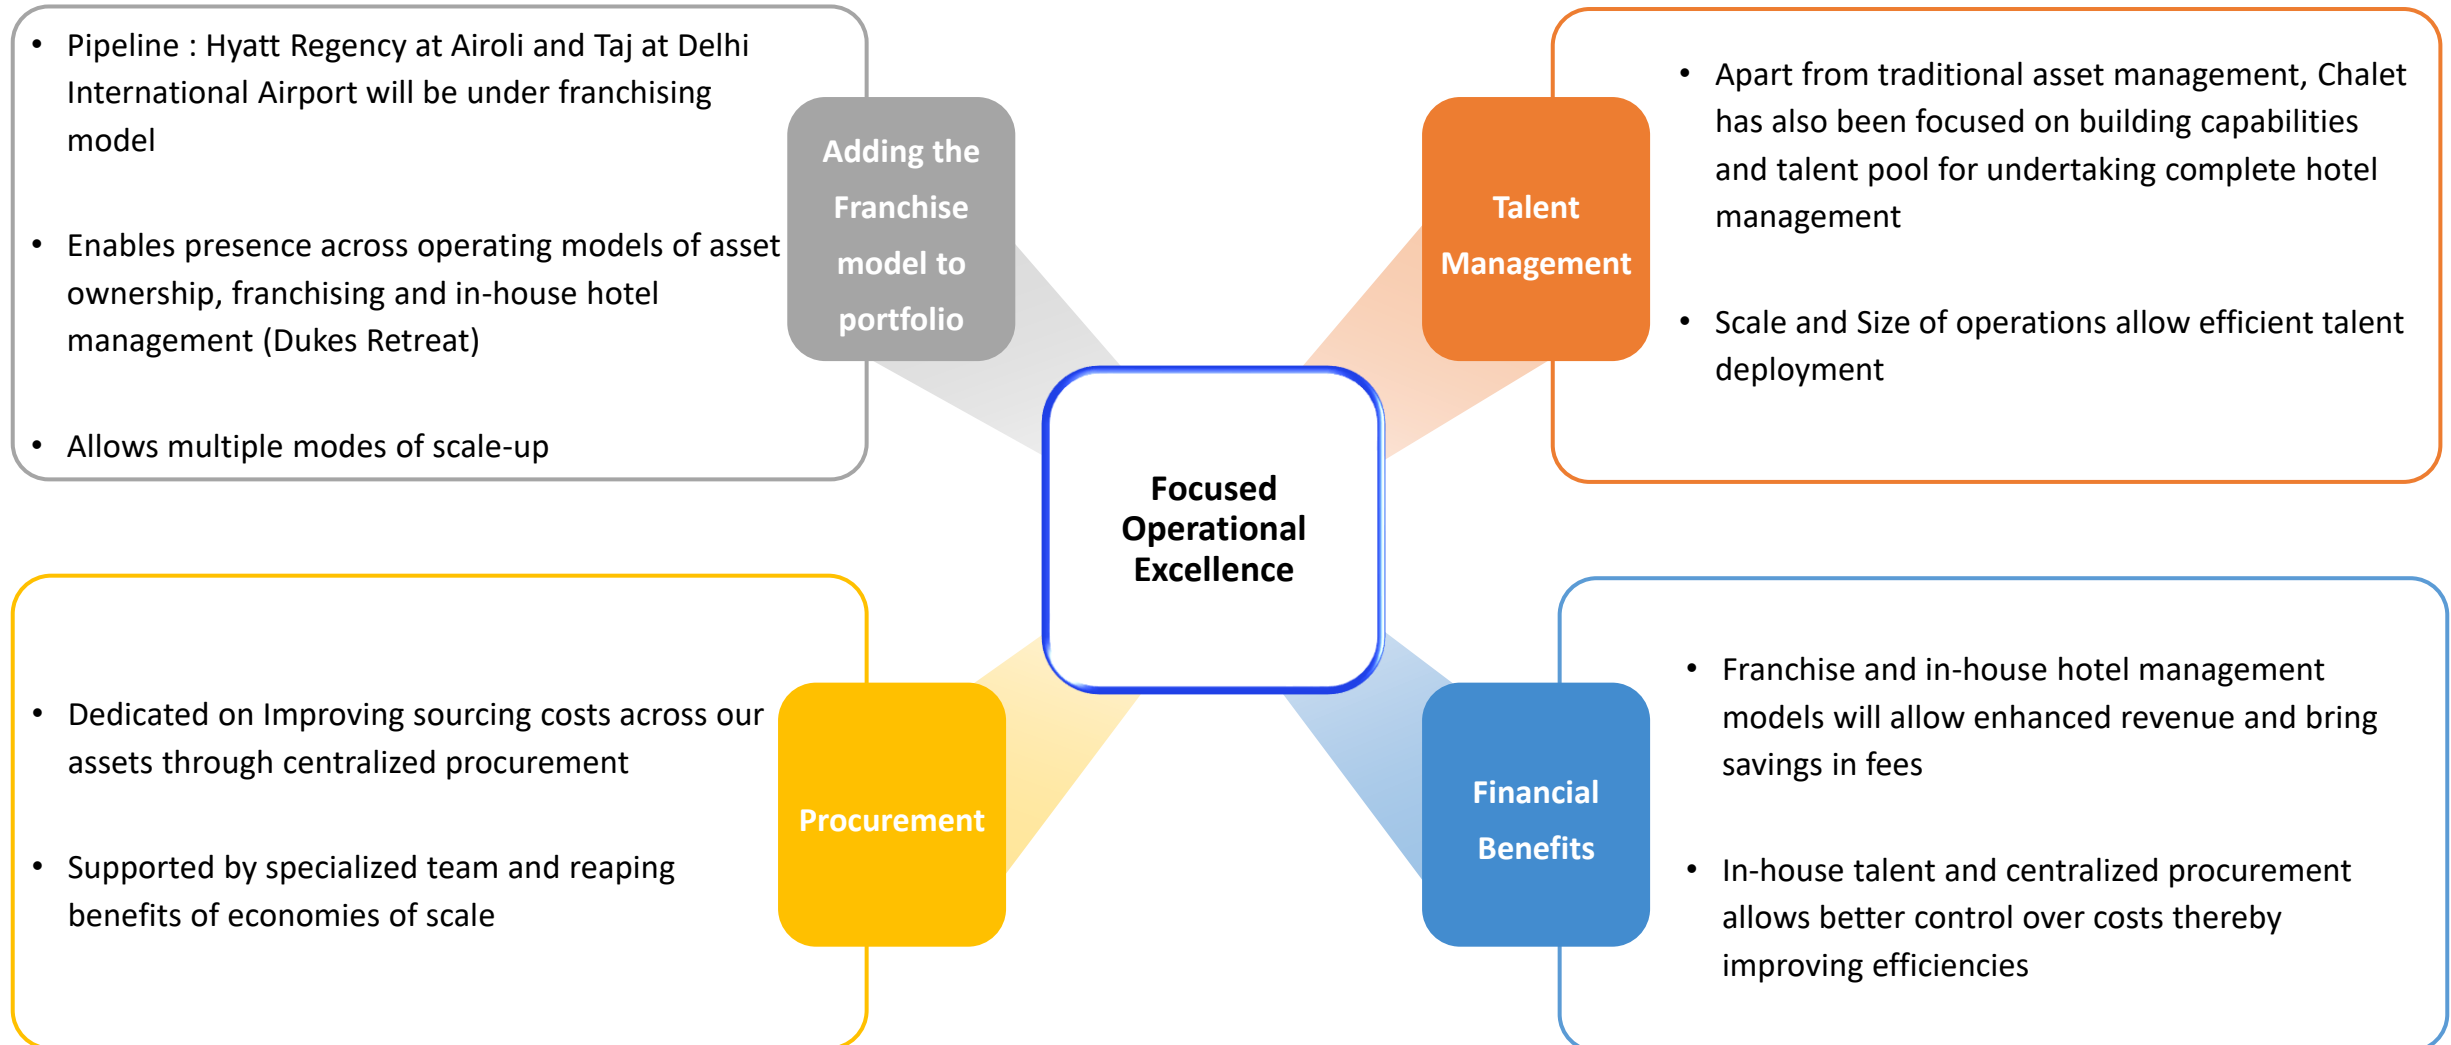 • Pipeline : Hyatt Regency at Airoli and Taj at Delhi
International Airport will be under franchising
model
• Enables presence across operating models of asset
ownership, franchising and in-house hotel
management (Dukes Retreat)
• Allows multiple modes of scale-up
Adding the
Franchise
model to
portfolio
Talent
Management
• Apart from traditional asset management, Chalet
has also been focused on building capabilities
and talent pool for undertaking complete hotel
management
• Scale and Size of operations allow efficient talent
deployment
Focused
Operational
Excellence
• Dedicated on Improving sourcing costs across our
assets through centralized procurement
• Supported by specialized team and reaping
benefits of economies of scale
Procurement
Financial
Benefits
• Franchise and in-house hotel management
models will allow enhanced revenue and bring
savings in fees
• In-house talent and centralized procurement
allows better control over costs thereby
improving efficiencies